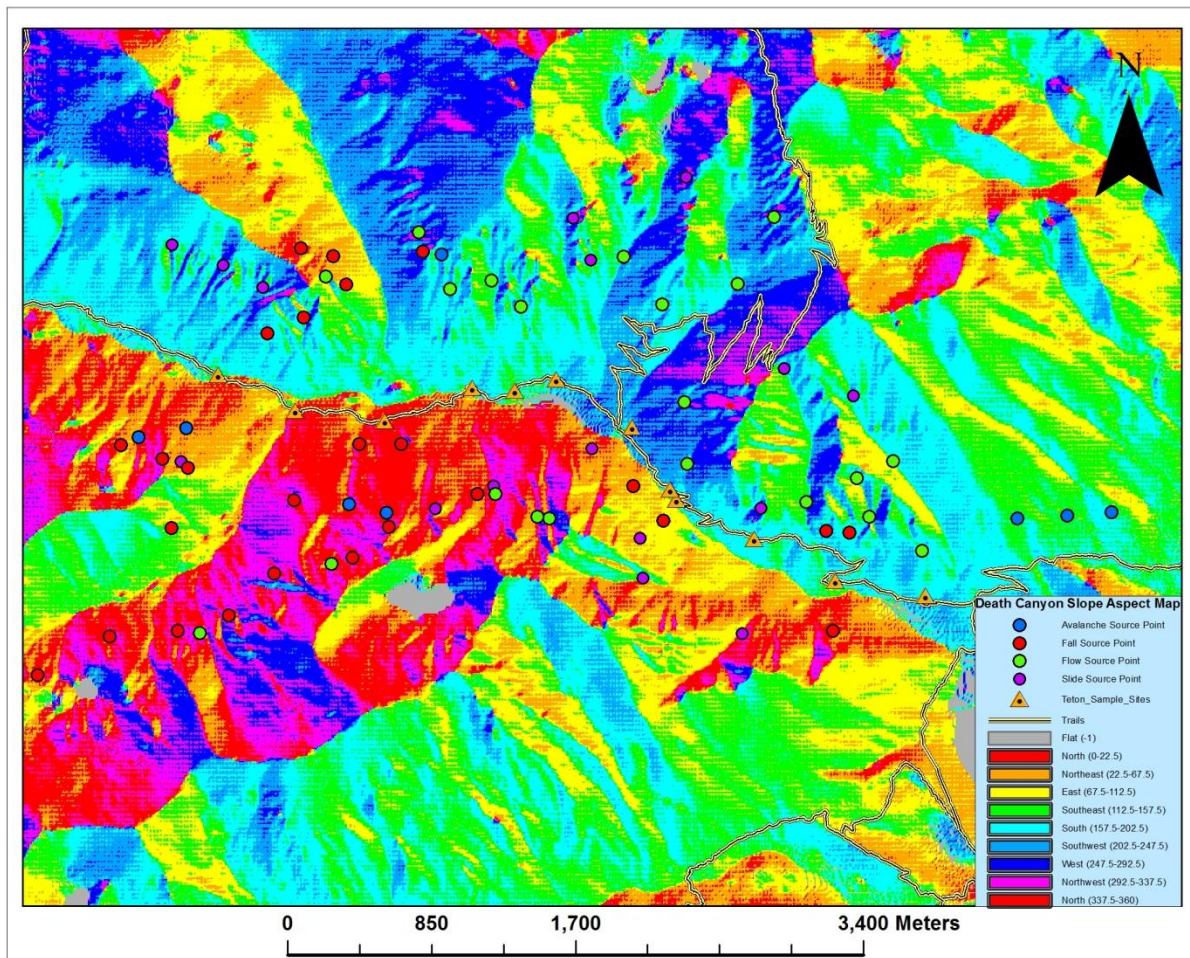 N
Death Canyon Slope Aspect Map
Avalanche Source Point
Fall Source Point
Flow Source Point
Slide Source Point
Teton_Sample_Sites
Trails
Flat (-1)
North (0-22.5)
Northeast (22.5-67.5)
East (67.5-112.5)
Southeast (112.5-157.5)
South (157.5-202.5)
Southwest (202.5-247.5)
West (247.5-292.5)
Northwest (292.5-337.5)
North (337.5-360)
0 850 1,700 3,400 Meters